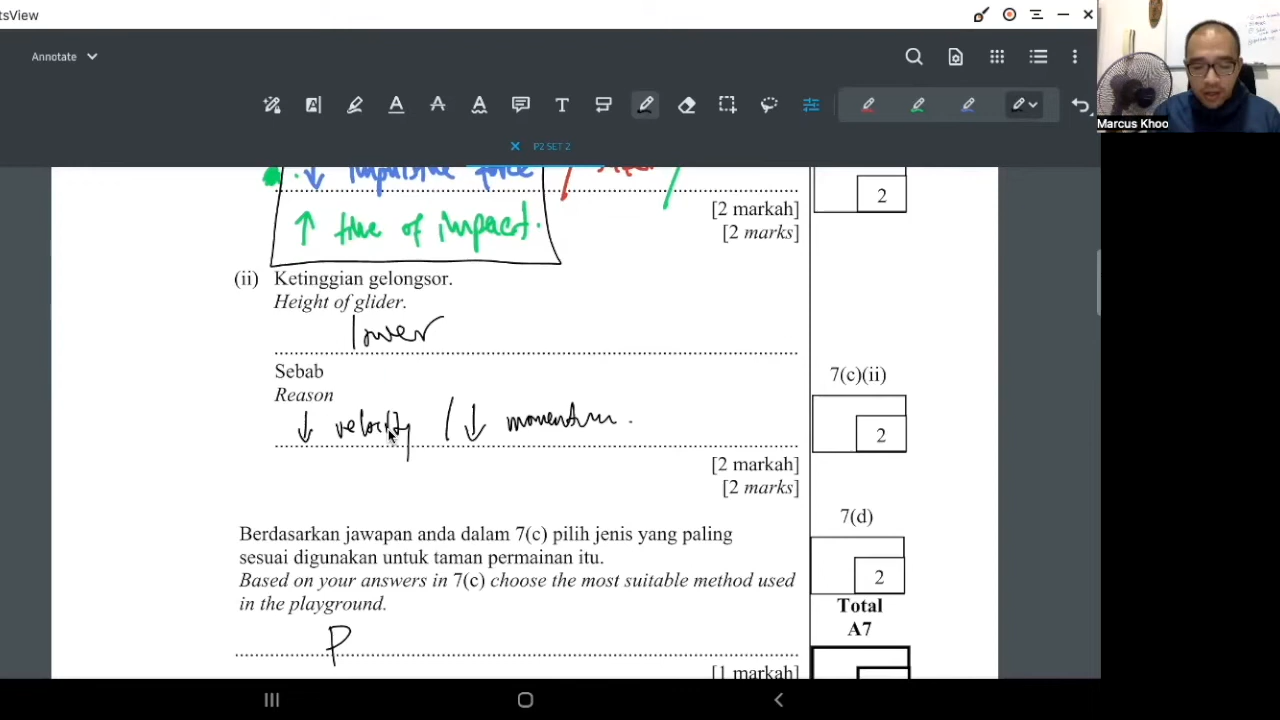 tsView
Annotate
Marcus Khoo
P2 SET 2
↓ impulsive force
2
[2 markah]
↑ time of impact.
[2 marks]
(ii) Ketinggian gelongsor.
Height of glider.
lower
Sebab
7(c)(ii)
Reason
↓ velocity / ↓ momentum.
2
[2 markah]
[2 marks]
7(d)
Berdasarkan jawapan anda dalam 7(c) pilih jenis yang paling
sesuai digunakan untuk taman permainan itu.
Based on your answers in 7(c) choose the most suitable method used
2
in the playground.
Total
A7
P
[1 markah]